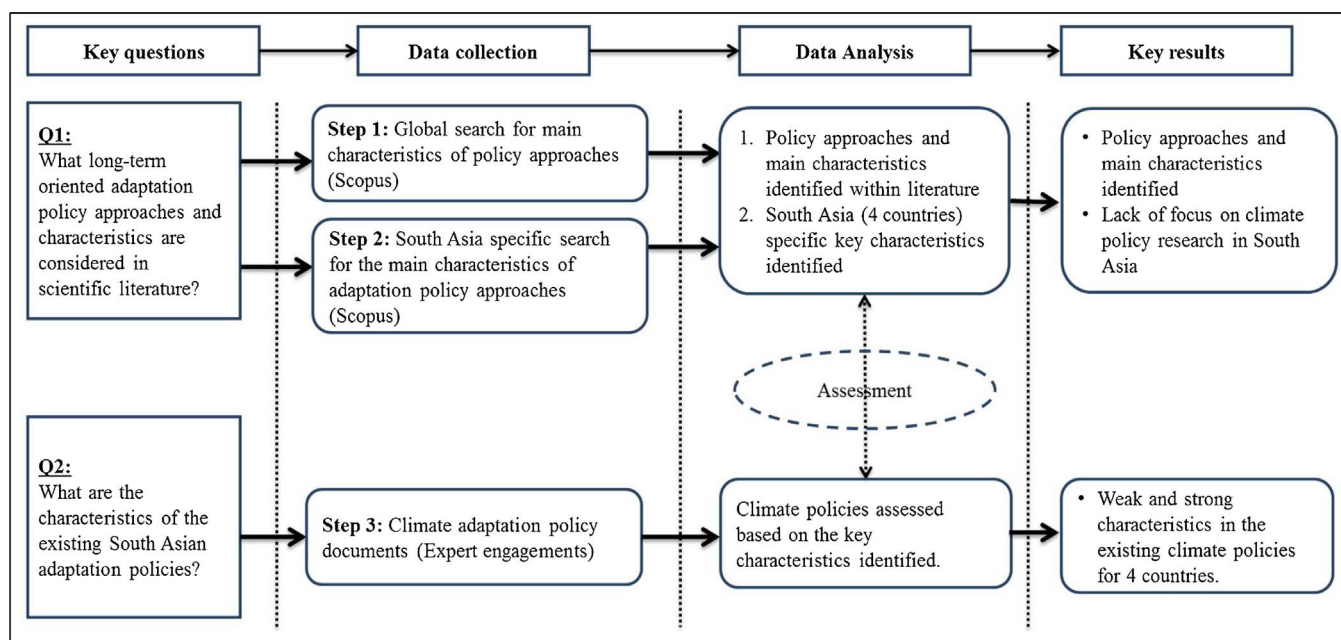 Key questions
Data collection
Data Analysis
Key results
Q1:
What long-term
oriented adaptation
policy approaches and
characteristics are
considered in
scientific literature?
Step 1: Global search for main
characteristics of policy approaches
(Scopus)
Step 2: South Asia specific search
for the main characteristics of
adaptation policy approaches
(Scopus)
1. Policy approaches and
main characteristics
identified within literature
2. South Asia (4 countries)
specific key characteristics
identified
• Policy approaches and
main characteristics
identified
• Lack of focus on climate
policy research in South
Asia
Assessment
Q2:
What are the
characteristics of the
existing South Asian
adaptation policies?
Step 3: Climate adaptation policy
documents (Expert engagements)
Climate policies assessed
based on the key
characteristics identified.
• Weak and strong
characteristics in the
existing climate policies
for 4 countries.